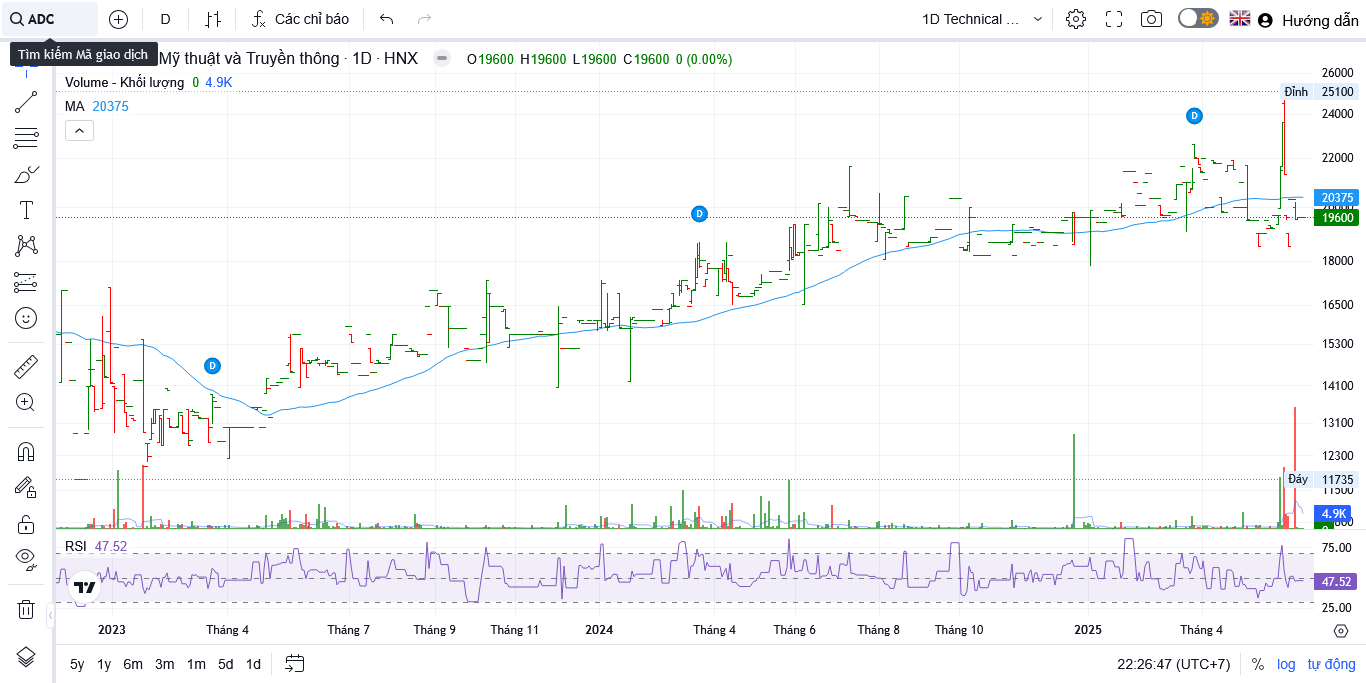 ADC
D
Các chỉ báo
1D Technical ...
Hướng dẫn
Tìm kiếm Mã giao dịch
Mỹ thuật và Truyền thông · 1D · HNX
O19600 H19600 L19600 C19600 0 (0.00%)
Volume - Khối lượng 0 4.9K
MA 20375
26000
Đỉnh 25100
24000
22000
20375
20000
19600
18000
16500
15300
14100
13100
12300
Đáy 11735
11500
4.9K
D
D
D
RSI 47.52
75.00
47.52
25.00
2023
Tháng 4
Tháng 7
Tháng 9
Tháng 11
2024
Tháng 4
Tháng 6
Tháng 8
Tháng 10
2025
Tháng 4
5y 1y 6m 3m 1m 5d 1d
22:26:47 (UTC+7)
% log tự động